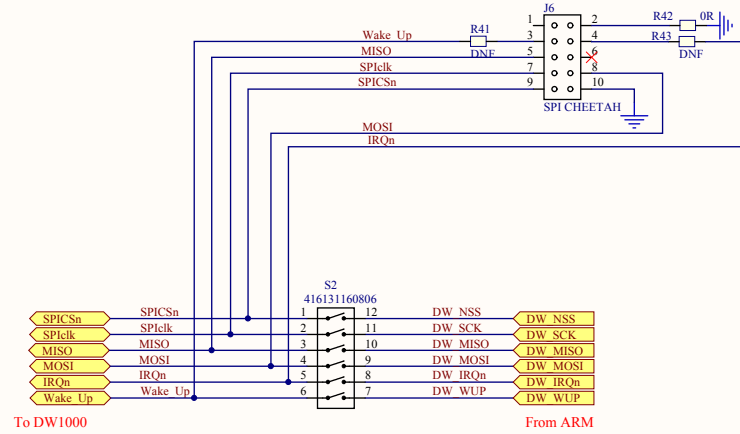 J6
1 2 R42 0R
Wake_Up R41 3 4 R43
MISO DNF 5 6 DNF
SPIclk 7 8
SPICSn 9 10
SPI CHEETAH
MOSI
IRQn
S2
416131160806
SPICSn SPICSn 1 12 DW_NSS DW_NSS
SPIclk SPIclk 2 11 DW_SCK DW_SCK
MISO MISO 3 10 DW_MISO DW_MISO
MOSI MOSI 4 9 DW_MOSI DW_MOSI
IRQn IRQn 5 8 DW_IRQn DW_IRQn
Wake_Up Wake_Up 6 7 DW_WUP DW_WUP
To DW1000 From ARM